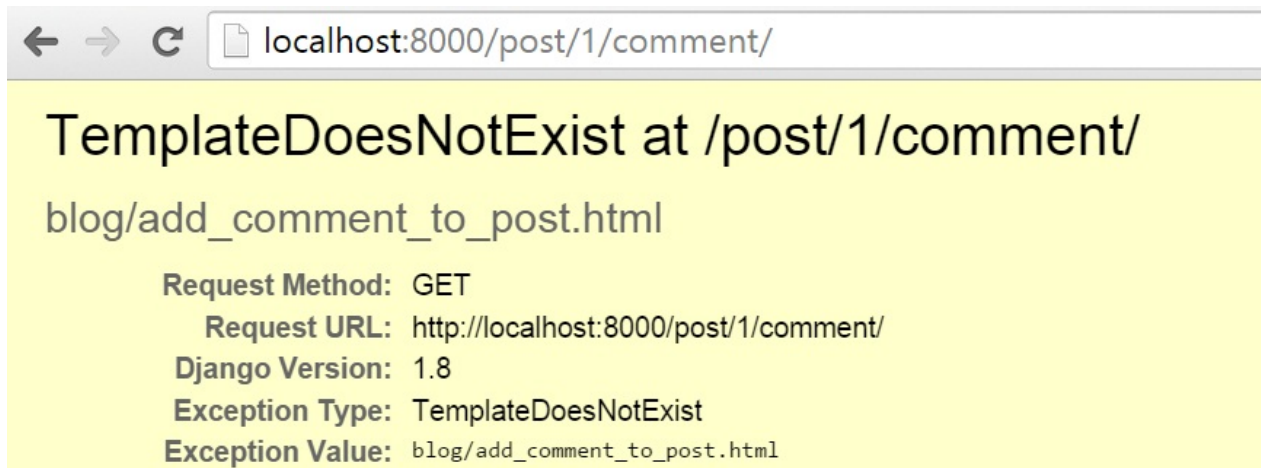 localhost:8000/post/1/comment/
TemplateDoesNotExist at /post/1/comment/
blog/add_comment_to_post.html
Request Method: GET
Request URL: http://localhost:8000/post/1/comment/
Django Version: 1.8
Exception Type: TemplateDoesNotExist
Exception Value: blog/add_comment_to_post.html